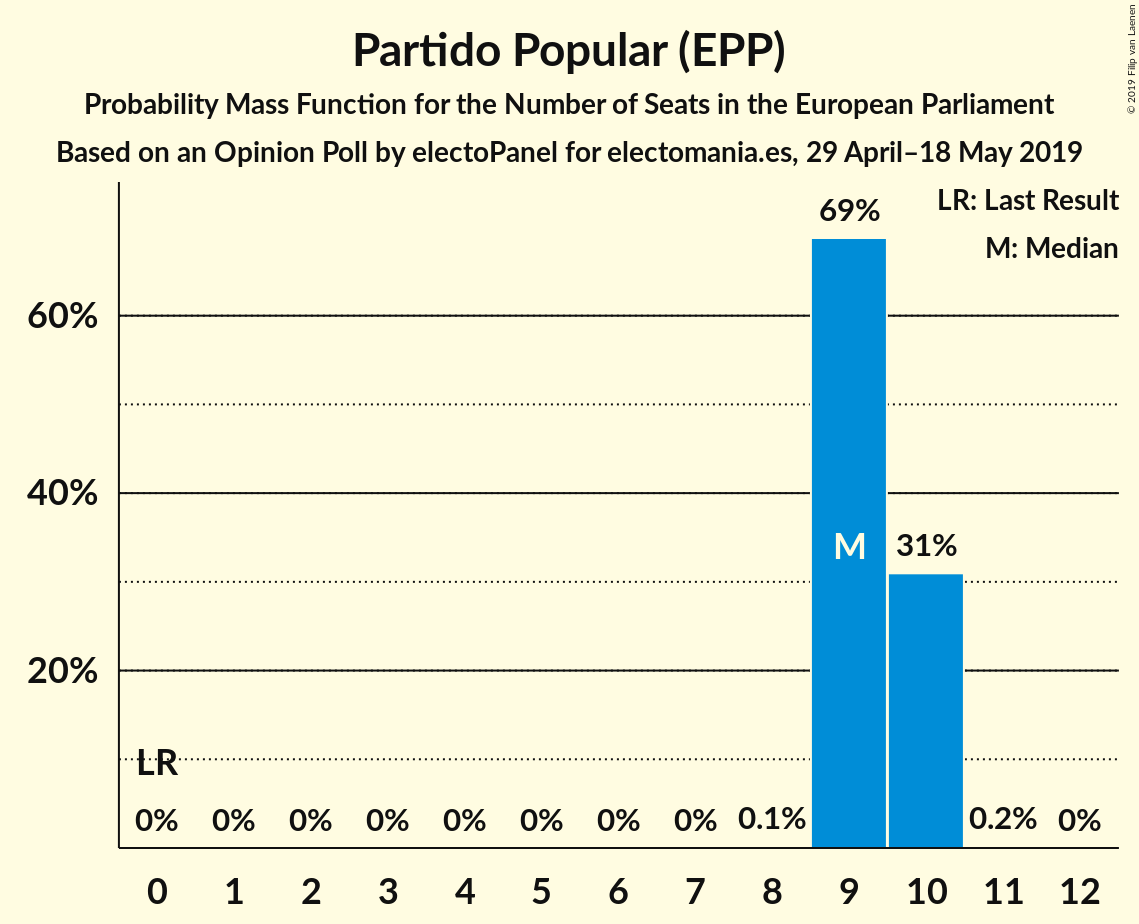 Partido Popular (EPP)
Probability Mass Function for the Number of Seats in the European Parliament
Based on an Opinion Poll by electoPanel for electomania.es, 29 April–18 May 2019
© 2019 Filip van Laenen
LR: Last Result
M: Median
69%
60%
40%
M
31%
20%
LR
0% 0% 0% 0% 0% 0% 0% 0% 0.1% 0.2% 0%
0 1 2 3 4 5 6 7 8 9 10 11 12